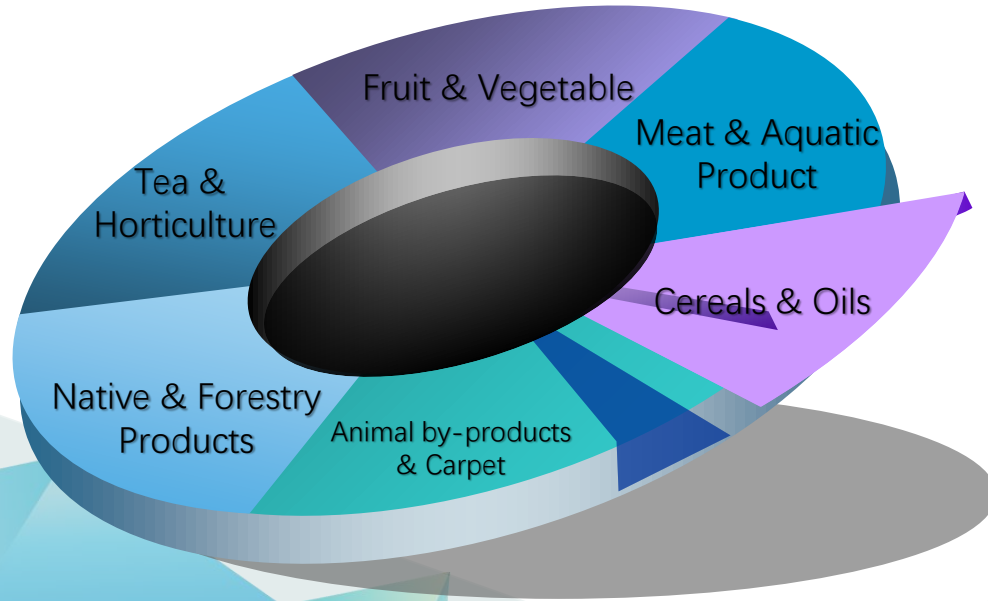 Fruit & Vegetable
Meat & Aquatic
Product
Tea &
Horticulture
Cereals & Oils
Native & Forestry
Products
Animal by-products
& Carpet